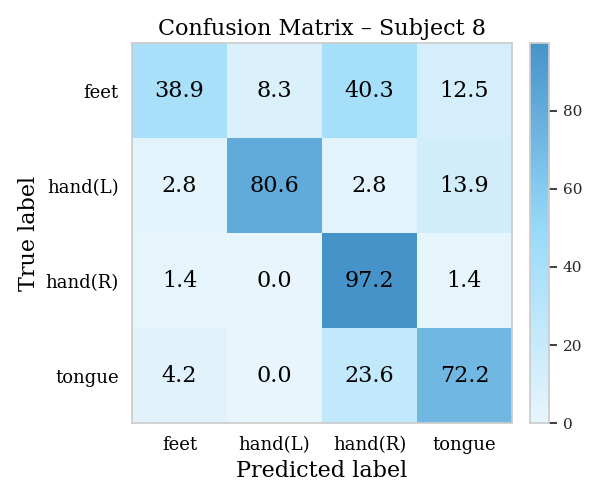 Confusion Matrix – Subject 8
True label
feet 38.9 8.3 40.3 12.5
hand(L) 2.8 80.6 2.8 13.9
hand(R) 1.4 0.0 97.2 1.4
tongue 4.2 0.0 23.6 72.2
feet hand(L) hand(R) tongue
Predicted label
80
60
40
20
0